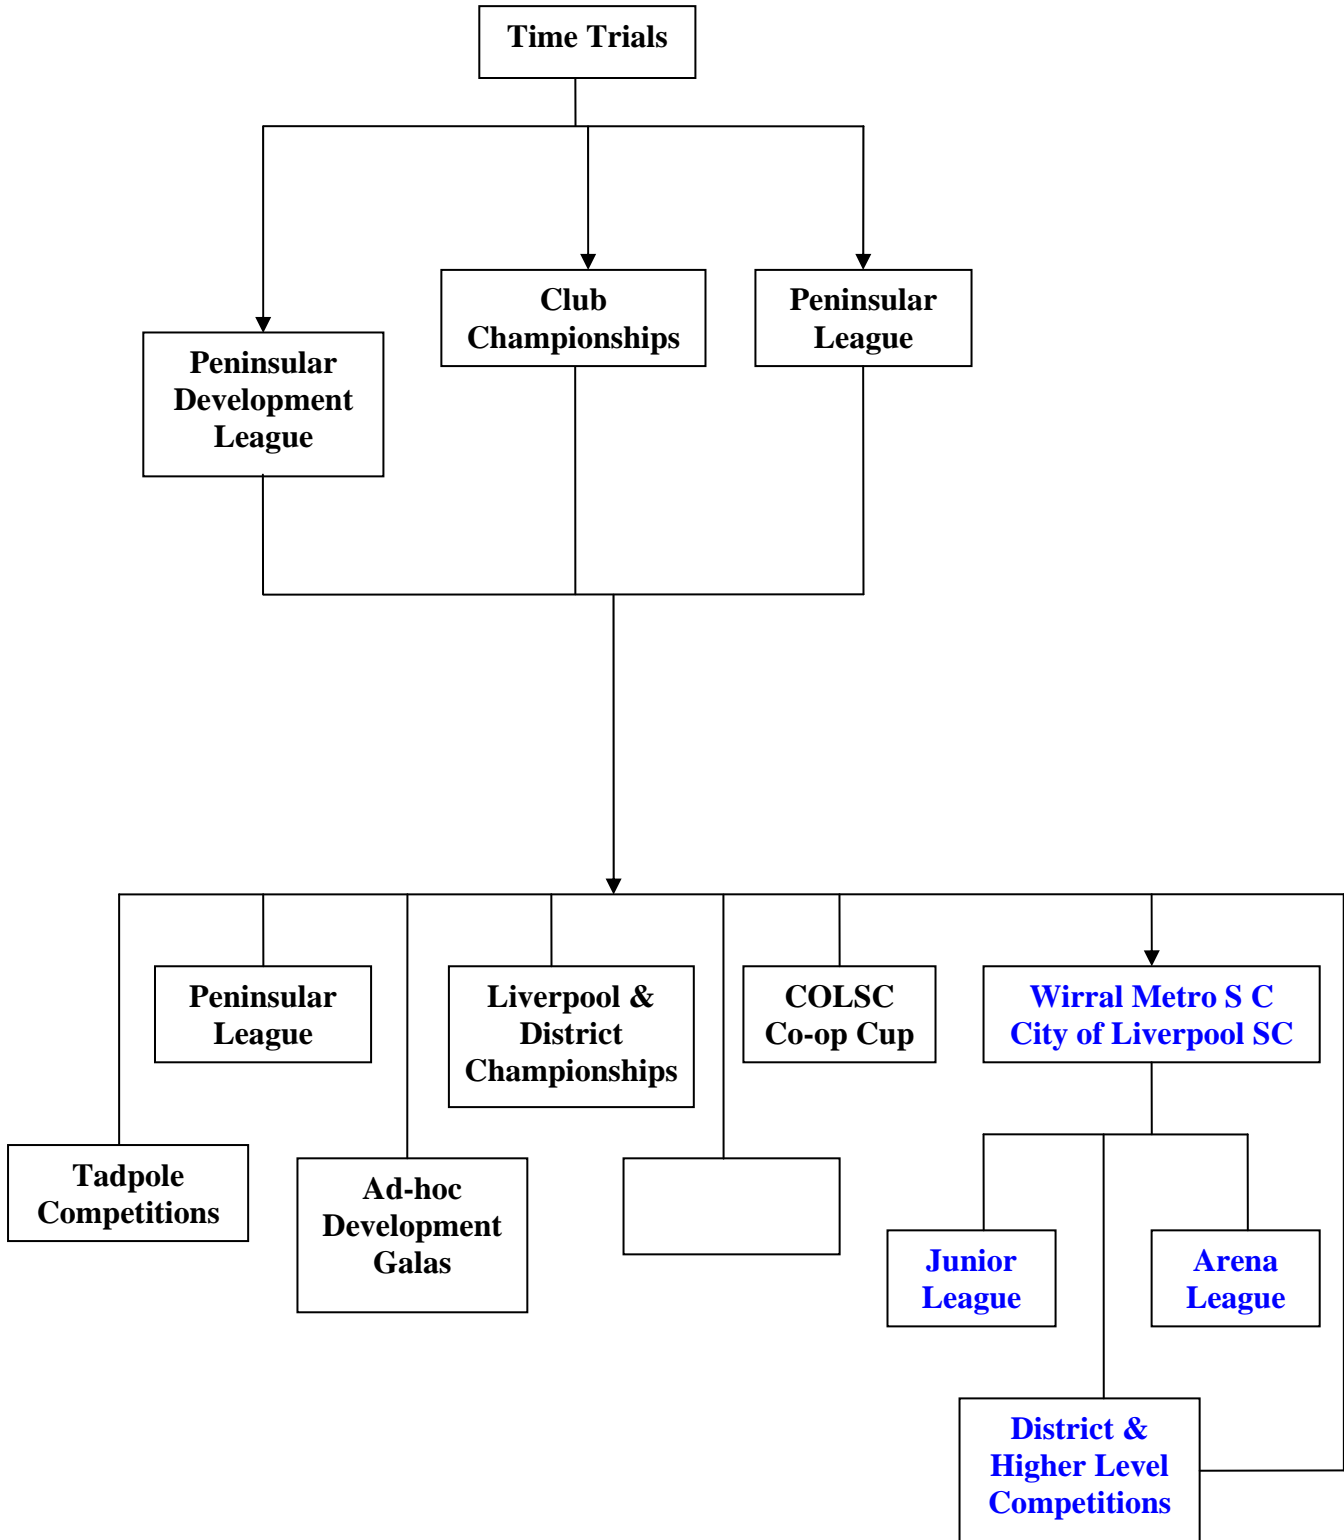 Time Trials
Club
Championships
Peninsular
League
Peninsular
Development
League
Peninsular
League
Liverpool &
District
Championships
COLSC
Co-op Cup
Wirral Metro S C
City of Liverpool SC
Tadpole
Competitions
Ad-hoc
Development
Galas
Junior
League
Arena
League
District &
Higher Level
Competitions